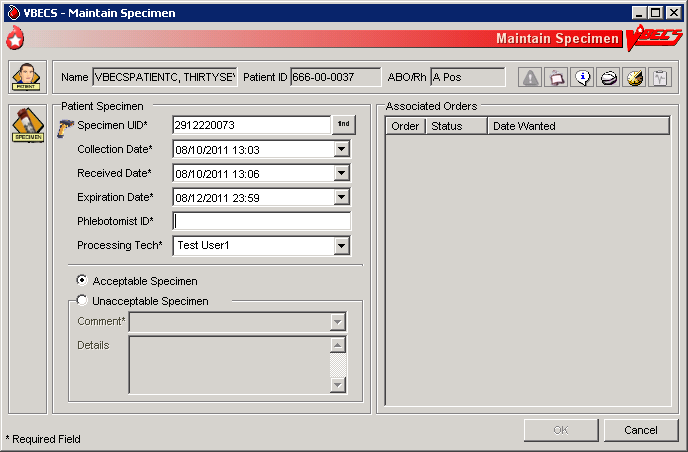 VBECS - Maintain Specimen
Maintain Specimen VBECS
PATIENT
Name VBECSPATIENTC, THIRTYSEV Patient ID 666-00-0037 ABO/Rh A Pos
SPECIMEN
Patient Specimen
Specimen UID* 2912220073 find
Collection Date* 08/10/2011 13:03
Received Date* 08/10/2011 13:06
Expiration Date* 08/12/2011 23:59
Phlebotomist ID*
Processing Tech* Test User1
Acceptable Specimen
Unacceptable Specimen
Comment*
Details
Associated Orders
Order Status Date Wanted
* Required Field
OK Cancel